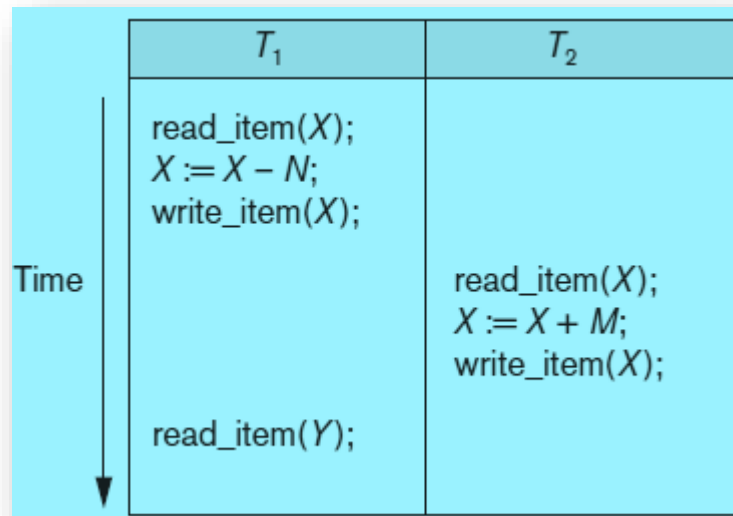 T₁ T₂
read_item(X);
X := X – N;
write_item(X);
Time
read_item(X);
X := X + M;
write_item(X);
read_item(Y);